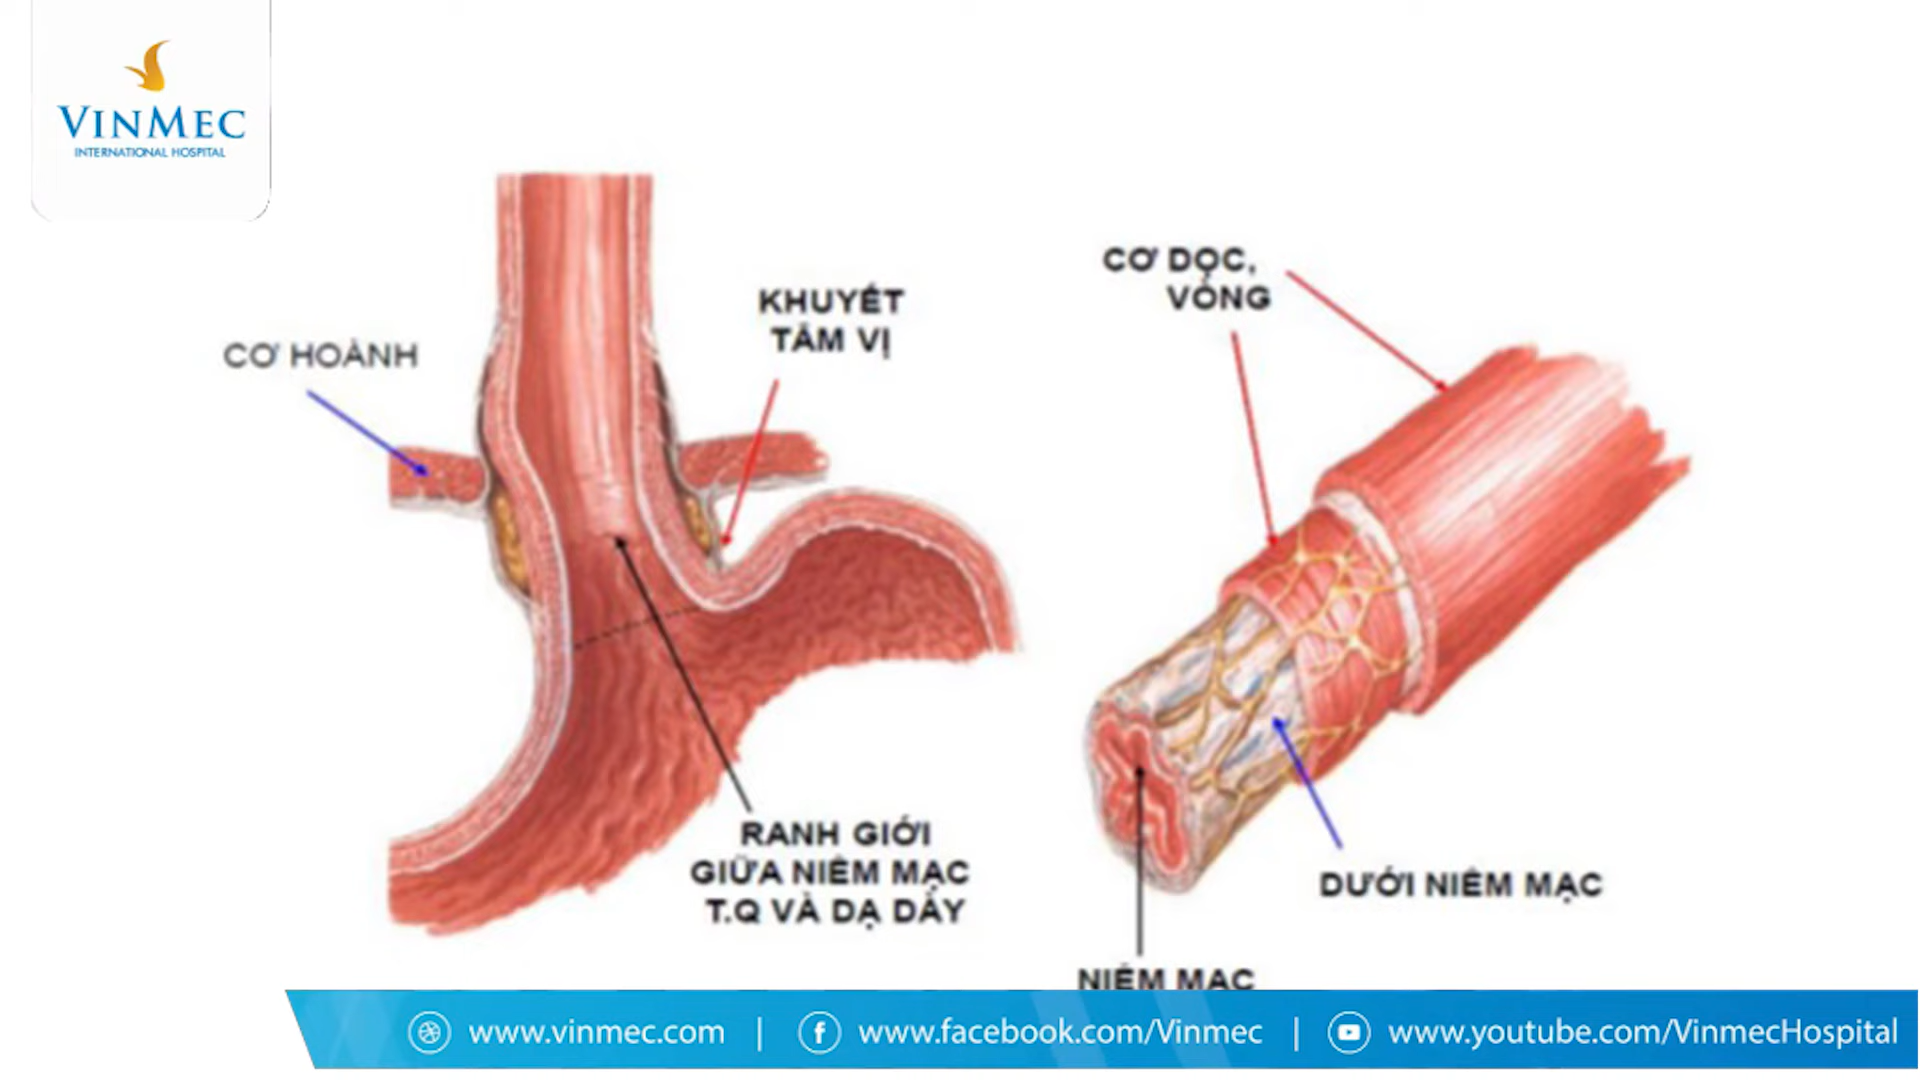 VINMEC
INTERNATIONAL HOSPITAL
CƠ DỌC,
VÒNG
KHUYẾT
TÂM VỊ
CƠ HOÀNH
RANH GIỚI
GIỮA NIÊM MẠC
T.Q VÀ DẠ DÀY
DƯỚI NIÊM MẠC
NIÊM MẠC
www.vinmec.com | www.facebook.com/Vinmec | www.youtube.com/VinmecHospital